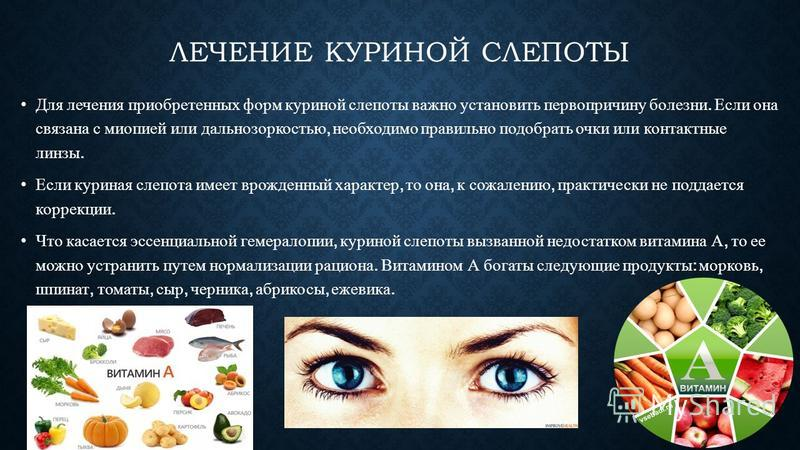 ЛЕЧЕНИЕ КУРИНОЙ СЛЕПОТЫ
• Для лечения приобретенных форм куриной слепоты важно установить первопричину болезни. Если она
связана с миопией или дальнозоркостью, необходимо правильно подобрать очки или контактные
линзы.
• Если куриная слепота имеет врожденный характер, то она, к сожалению, практически не поддается
коррекции.
• Что касается эссенциальной гемералопии, куриной слепоты вызванной недостатком витамина А, то ее
можно устранить путем нормализации рациона. Витамином А богаты следующие продукты: морковь,
шпинат, томаты, сыр, черника, абрикосы, ежевика.
СЫР
ЯЙЦА
МЯСО
ПЕЧЕНЬ
РЫБА
БРОККОЛИ
ВИТАМИН А
МОРКОВЬ
ДЫНЯ
ПЕРСИК
АБРИКОС
АВОКАДО
ПЕРЕЦ
ТЫКВА
КАРТОФЕЛЬ
IMPROVEHEALTH
А
ВИТАМИН
MyShared